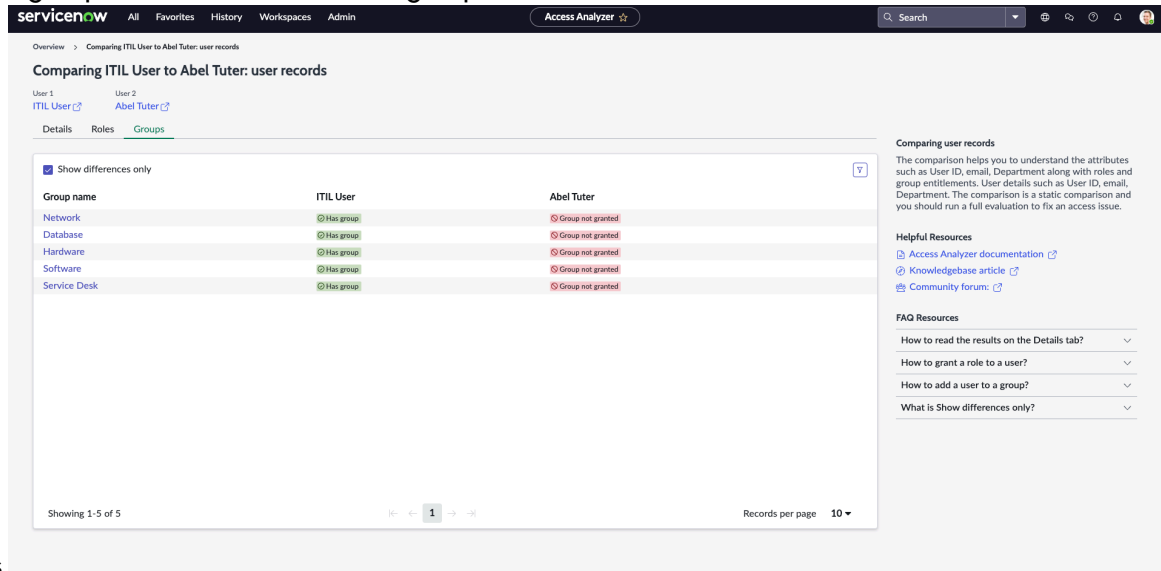 servicenow All Favorites History Workspaces Admin Access Analyzer Search
Overview > Comparing ITIL User to Abel Tuter: user records
Comparing ITIL User to Abel Tuter: user records
User 1 User 2
ITIL User Abel Tuter
Details Roles Groups
Show differences only
Group name ITIL User Abel Tuter
Network Has group Group not granted
Database Has group Group not granted
Hardware Has group Group not granted
Software Has group Group not granted
Service Desk Has group Group not granted
Showing 1-5 of 5 1 Records per page 10
Comparing user records
The comparison helps you to understand the attributes
such as User ID, email, Department along with roles and
group entitlements. User details such as User ID, email,
Department. The comparison is a static comparison and
you should run a full evaluation to fix an access issue.
Helpful Resources
Access Analyzer documentation
Knowledgebase article
Community forum:
FAQ Resources
How to read the results on the Details tab?
How to grant a role to a user?
How to add a user to a group?
What is Show differences only?